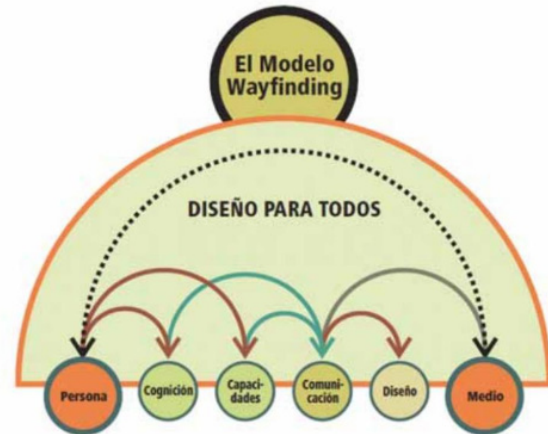 El Modelo
Wayfinding
DISEÑO PARA TODOS
Persona
Cognición
Capaci-
dades
Comuni-
cación
Diseño
Medio